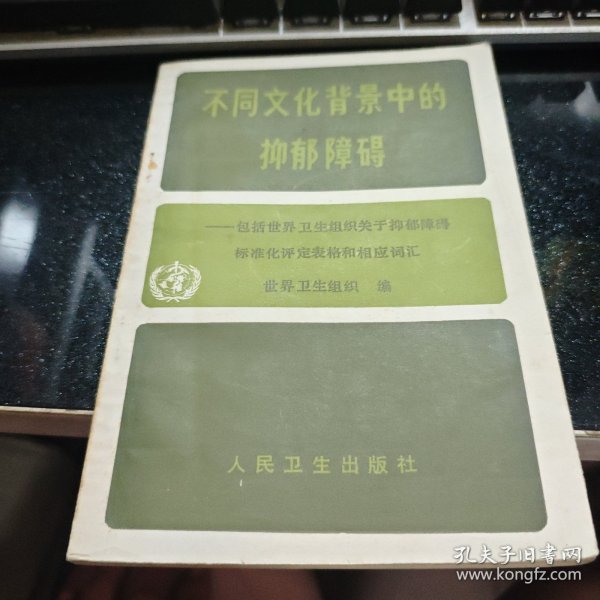 不同文化背景中的
抑郁障碍
——包括世界卫生组织关于抑郁障碍
标准化评定表格和相应词汇
世界卫生组织 编
人民卫生出版社
孔夫子旧书网
www.kongfz.com